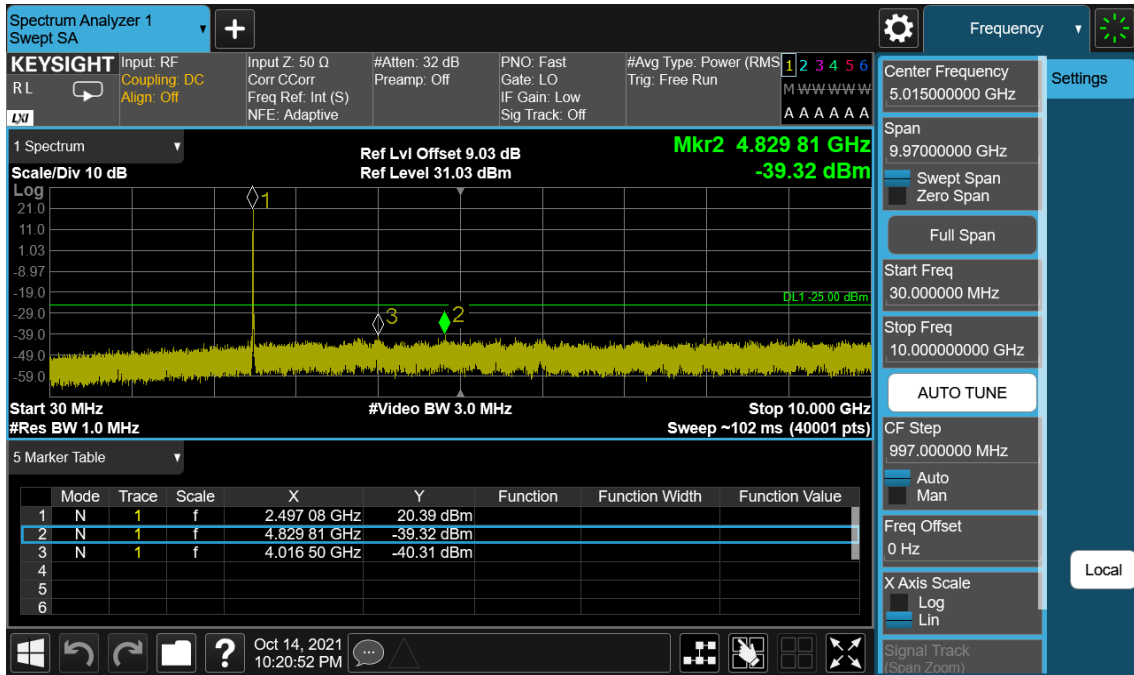 Spectrum Analyzer 1
Swept SA
+
Frequency
KEYSIGHT
RL
LXI
Input: RF
Coupling: DC
Align: Off
Input Z: 50 Ω
Corr CCorr
Freq Ref: Int (S)
NFE: Adaptive
#Atten: 32 dB
Preamp: Off
PNO: Fast
Gate: LO
IF Gain: Low
Sig Track: Off
#Avg Type: Power (RMS
Trig: Free Run
1 2 3 4 5 6
M W W W W W
A A A A A A
Center Frequency
5.015000000 GHz
Settings
1 Spectrum
Scale/Div 10 dB
Ref Lvl Offset 9.03 dB
Ref Level 31.03 dBm
Mkr2 4.829 81 GHz
-39.32 dBm
Span
9.97000000 GHz
Swept Span
Zero Span
Full Span
Log
21.0
11.0
1.03
-8.97
-19.0
-29.0
-39.0
-49.0
-59.0
1
3
2
DL1 -25.00 dBm
Start Freq
30.000000 MHz
Stop Freq
10.000000000 GHz
AUTO TUNE
Start 30 MHz
#Video BW 3.0 MHz
Stop 10.000 GHz
#Res BW 1.0 MHz
Sweep ~102 ms (40001 pts)
CF Step
997.000000 MHz
Auto
Man
5 Marker Table
Mode Trace Scale X Y Function Function Width Function Value
1 N 1 f 2.497 08 GHz 20.39 dBm
2 N 1 f 4.829 81 GHz -39.32 dBm
3 N 1 f 4.016 50 GHz -40.31 dBm
4
5
6
Freq Offset
0 Hz
Local
X Axis Scale
Log
Lin
Signal Track
(Span Zoom)
?
Oct 14, 2021
10:20:52 PM